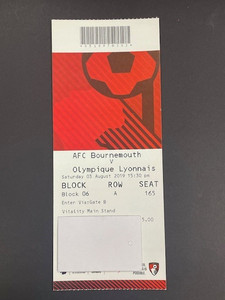 AFC Bournemouth
v
Olympique Lyonnais
Saturday 03 August 2019 15:30 pm
BLOCK ROW SEAT
Block 06 A 165
Enter Via:Gate 8
Vitality Main Stand